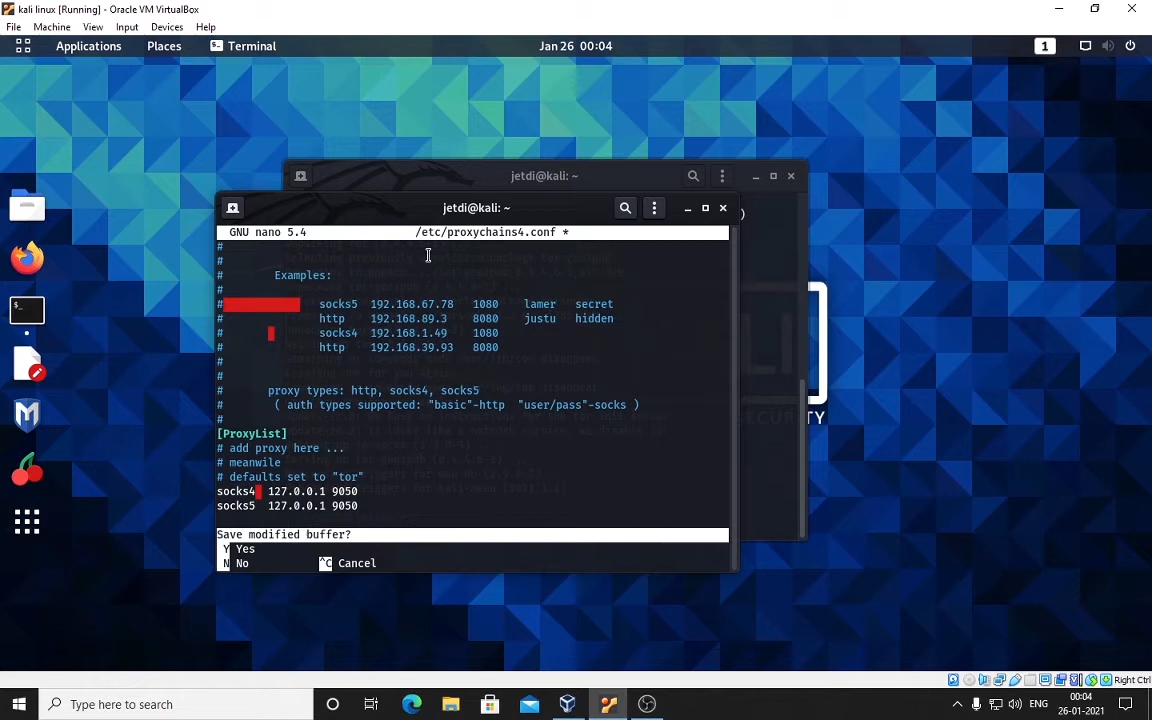 kali linux [Running] - Oracle VM VirtualBox
File Machine View Input Devices Help
Applications Places Terminal Jan 26 00:04 1
jetdi@kali: ~
jetdi@kali: ~
GNU nano 5.4 /etc/proxychains4.conf *
#
#
# Examples:
#
# socks5 192.168.67.78 1080 lamer secret
# http 192.168.89.3 8080 justu hidden
# socks4 192.168.1.49 1080
# http 192.168.39.93 8080
#
#
# proxy types: http, socks4, socks5
# ( auth types supported: "basic"-http "user/pass"-socks )
#
[ProxyList]
# add proxy here ...
# meanwile
# defaults set to "tor"
socks4 127.0.0.1 9050
socks5 127.0.0.1 9050
Save modified buffer?
Y Yes
N No ^C Cancel
Right Ctrl
Type here to search
ENG
00:04
26-01-2021